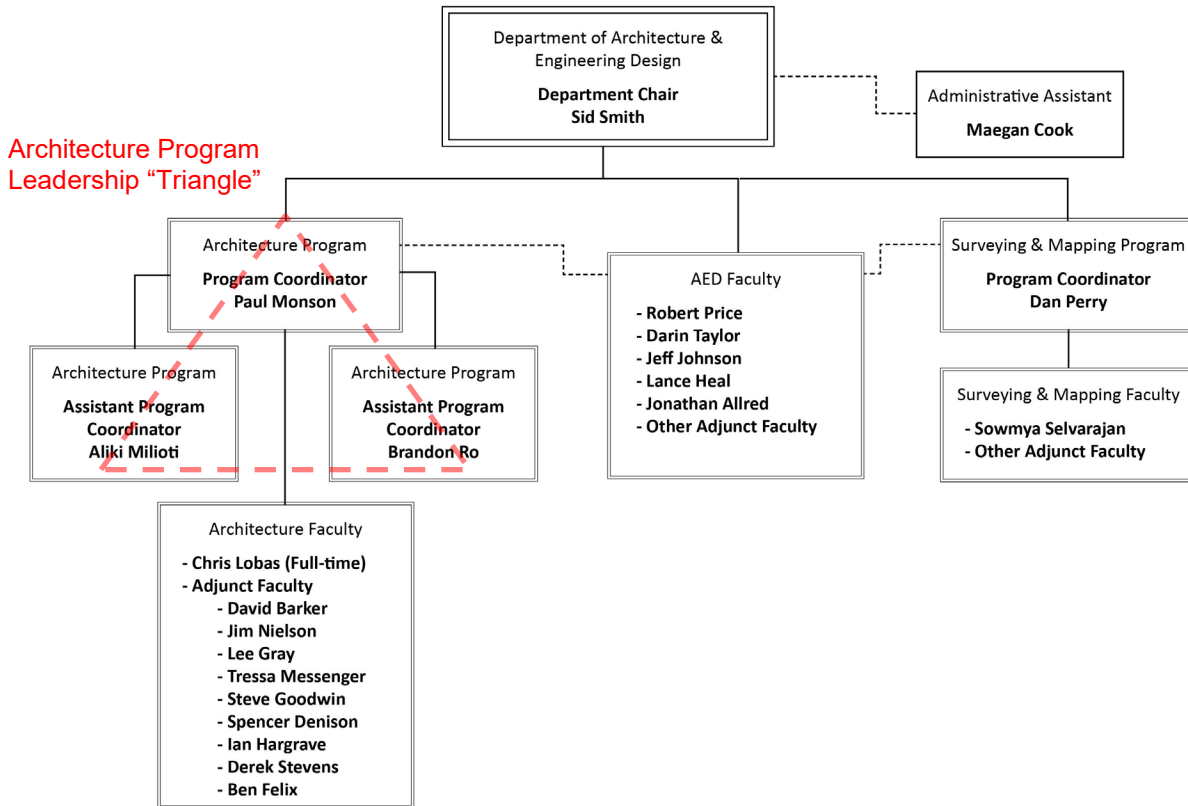 Department of Architecture &
Engineering Design
Department Chair
Sid Smith
Administrative Assistant
Maegan Cook
Architecture Program
Leadership “Triangle”
Architecture Program
Program Coordinator
Paul Monson
AED Faculty
- Robert Price
- Darin Taylor
- Jeff Johnson
- Lance Heal
- Jonathan Allred
- Other Adjunct Faculty
Surveying & Mapping Program
Program Coordinator
Dan Perry
Architecture Program
Assistant Program
Coordinator
Aliki Milioti
Architecture Program
Assistant Program
Coordinator
Brandon Ro
Surveying & Mapping Faculty
- Sowmya Selvarajan
- Other Adjunct Faculty
Architecture Faculty
- Chris Lobas (Full-time)
- Adjunct Faculty
- David Barker
- Jim Nielson
- Lee Gray
- Tressa Messenger
- Steve Goodwin
- Spencer Denison
- Ian Hargrave
- Derek Stevens
- Ben Felix